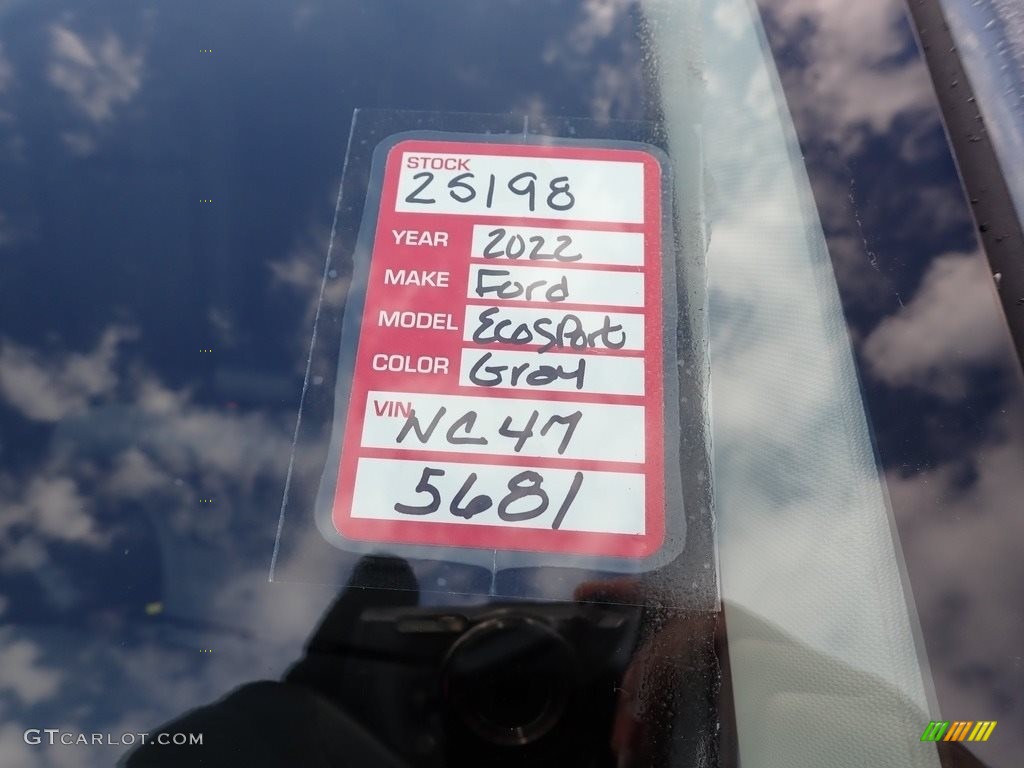 STOCK
25198
YEAR 2022
MAKE Ford
MODEL EcoSport
COLOR Gray
VIN NC47
5681
GTCARLOT.COM